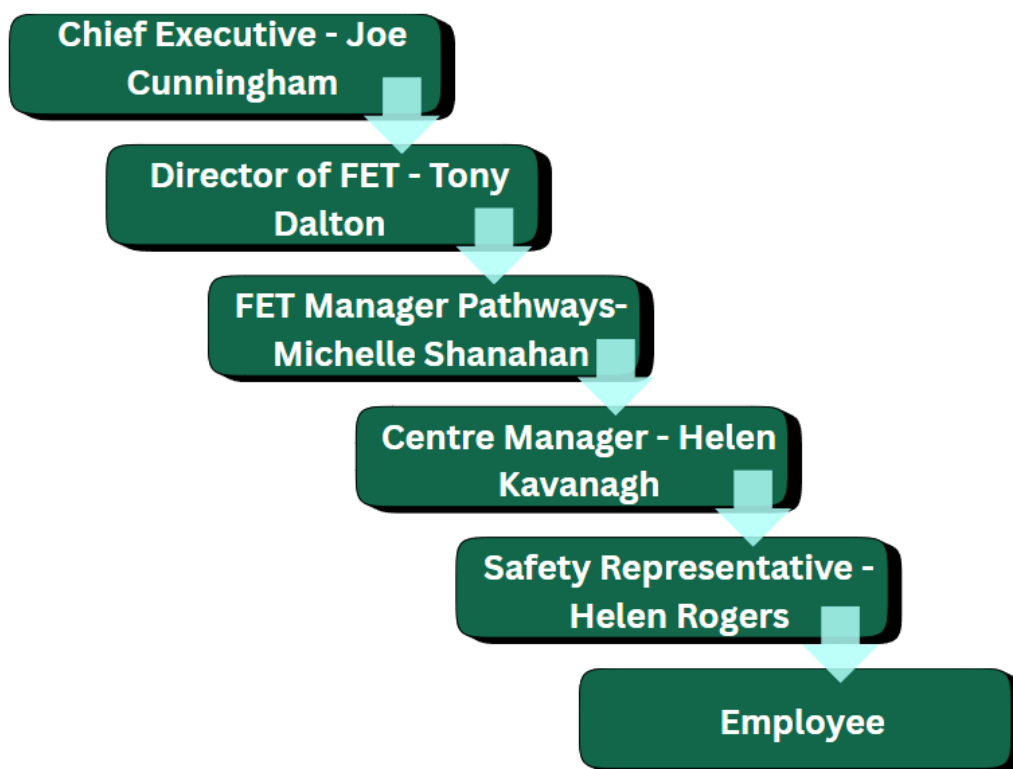 Chief Executive - Joe
Cunningham
Director of FET - Tony
Dalton
FET Manager Pathways-
Michelle Shanahan
Centre Manager - Helen
Kavanagh
Safety Representative -
Helen Rogers
Employee